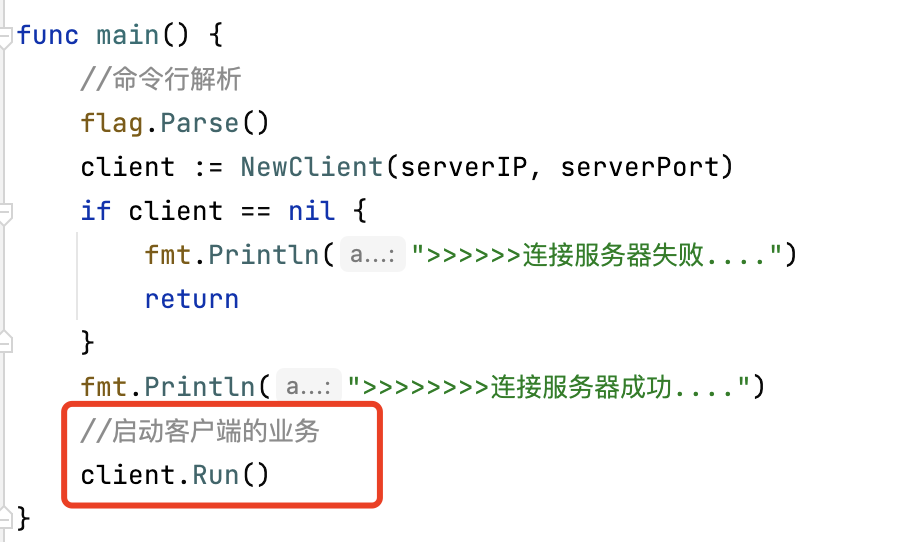 func main() {
    //命令行解析
    flag.Parse()
    client := NewClient(serverIP, serverPort)
    if client == nil {
        fmt.Println( a...: ">>>>>>连接服务器失败....")
        return
    }
    fmt.Println( a...: ">>>>>>>>连接服务器成功....")
    //启动客户端的业务
    client.Run()
}